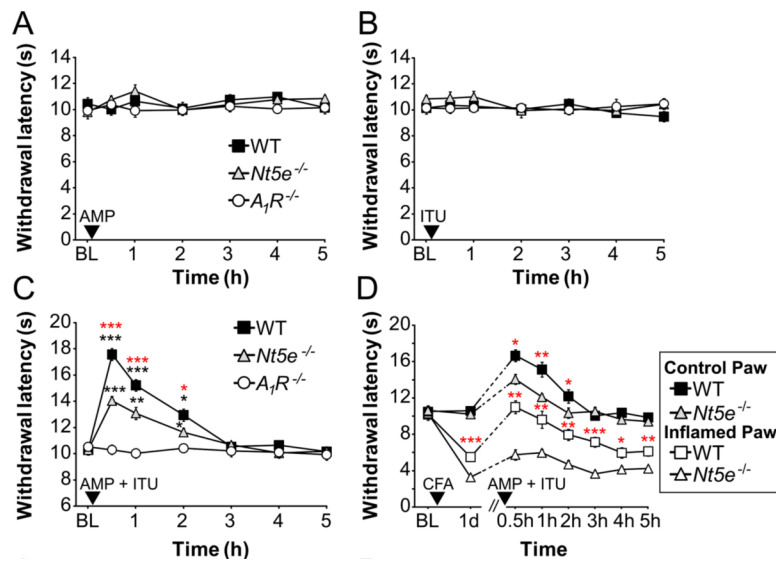 A
Withdrawal latency (s)
14
12
10
8
6
4
2
0
WT
Nt5e-/-
A1R-/-
AMP
BL 1 2 3 4 5
Time (h)
B
Withdrawal latency (s)
14
12
10
8
6
4
2
0
ITU
BL 1 2 3 4 5
Time (h)
C
Withdrawal latency (s)
20
18
16
14
12
10
8
6
***
***
***
***
***
**
*
*
*
WT
Nt5e-/-
A1R-/-
AMP + ITU
BL 1 2 3 4 5
Time (h)
D
Withdrawal latency (s)
20
16
12
8
4
0
*
**
*
***
**
**
**
***
*
**
CFA
AMP + ITU
BL 1d // 0.5h 1h 2h 3h 4h 5h
Time
Control Paw
WT
Nt5e-/-
Inflamed Paw
WT
Nt5e-/-